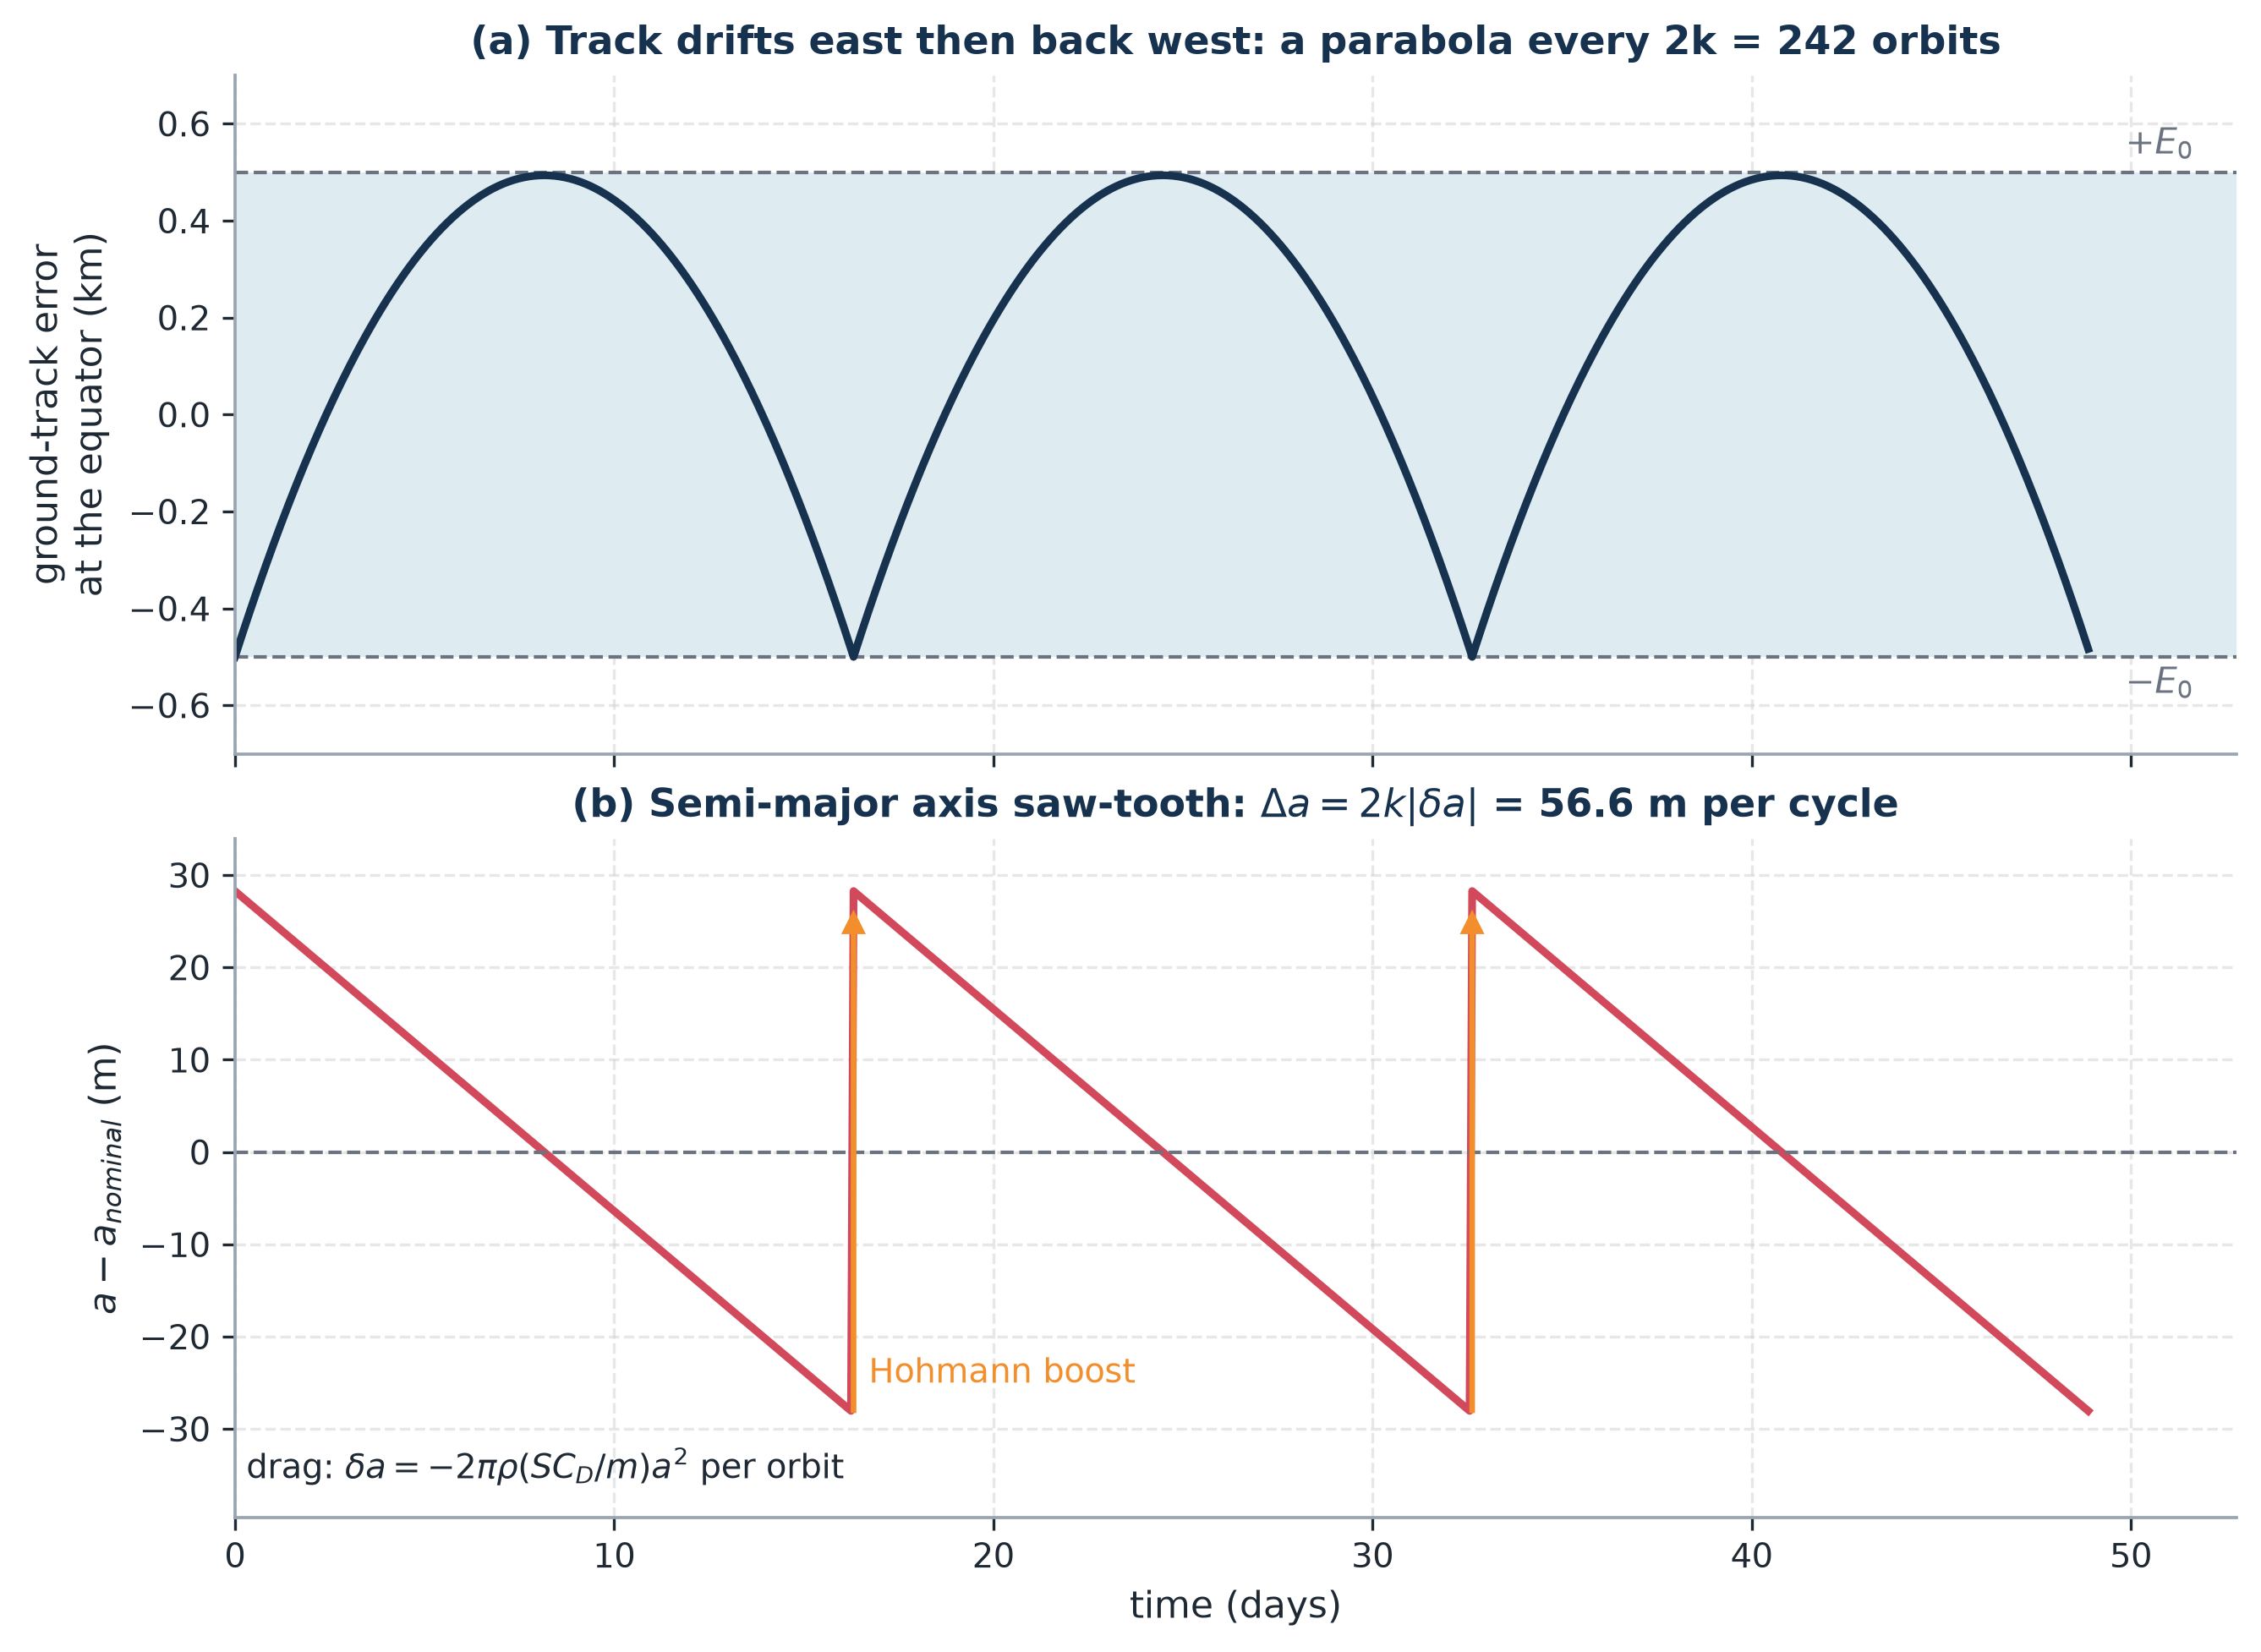 (a) Track drifts east then back west: a parabola every 2k = 242 orbits
0.6
0.4
0.2
0.0
−0.2
−0.4
−0.6
ground-track error
at the equator (km)
+E₀
−E₀
(b) Semi-major axis saw-tooth: Δa = 2k|δa| = 56.6 m per cycle
30
20
10
0
−10
−20
−30
a − a_nominal (m)
Hohmann boost
drag: δa = −2πρ(SC_D/m)a² per orbit
0 10 20 30 40 50
time (days)